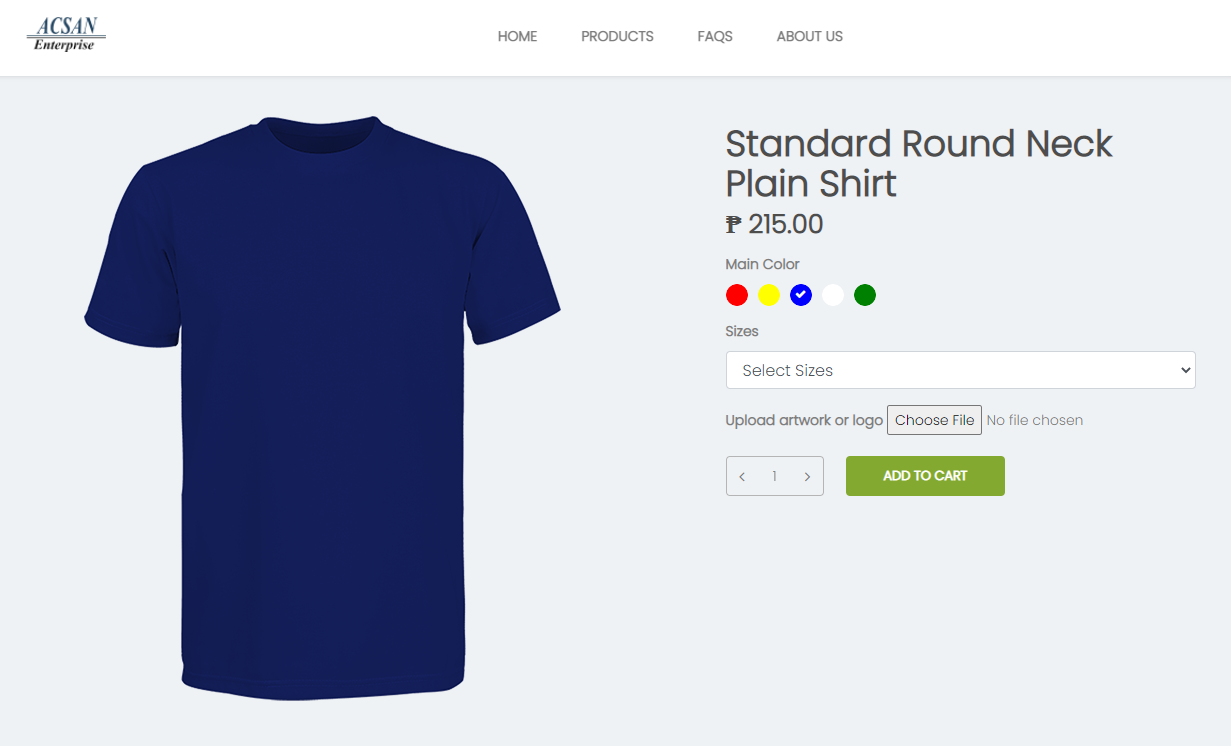 ACSAN
Enterprise
HOME PRODUCTS FAQS ABOUT US
Standard Round Neck
Plain Shirt
₱ 215.00
Main Color
Sizes
Select Sizes
Upload artwork or logo Choose File No file chosen
< 1 > ADD TO CART